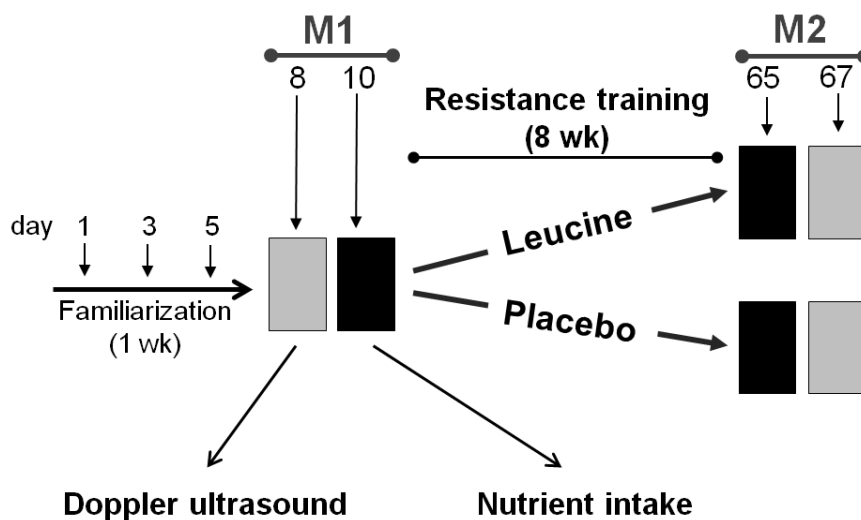 M1
M2
8 10
65 67
Resistance training
(8 wk)
day 1 3 5
Leucine
Familiarization
(1 wk)
Placebo
Doppler ultrasound
Nutrient intake